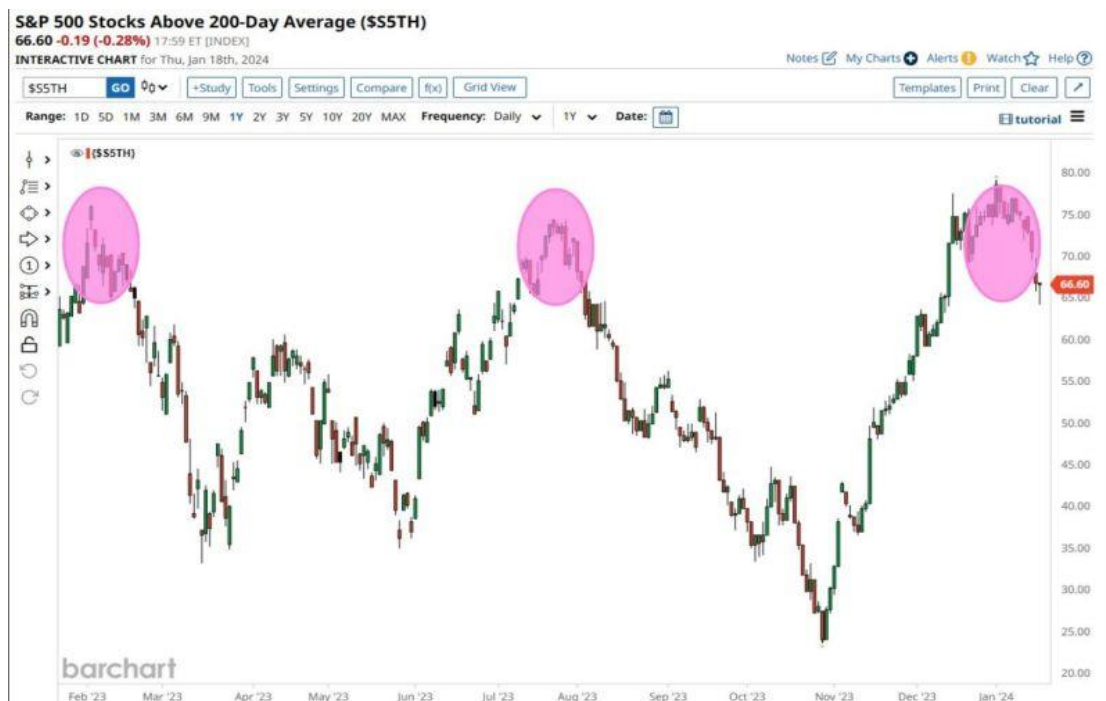 S&P 500 Stocks Above 200-Day Average ($S5TH)
66.60 -0.19 (-0.28%) 17:59 ET [INDEX]
INTERACTIVE CHART for Thu, Jan 18th, 2024
Notes My Charts Alerts Watch Help
$S5TH GO +Study Tools Settings Compare f(x) Grid View Templates Print Clear
Range: 1D 5D 1M 3M 6M 9M 1Y 2Y 3Y 5Y 10Y 20Y MAX Frequency: Daily 1Y Date: tutorial
($S5TH)
80.00
75.00
70.00
66.60
65.00
60.00
55.00
50.00
45.00
40.00
35.00
30.00
25.00
20.00
barchart
Feb '23 Mar '23 Apr '23 May '23 Jun '23 Jul '23 Aug '23 Sep '23 Oct '23 Nov '23 Dec '23 Jan '24